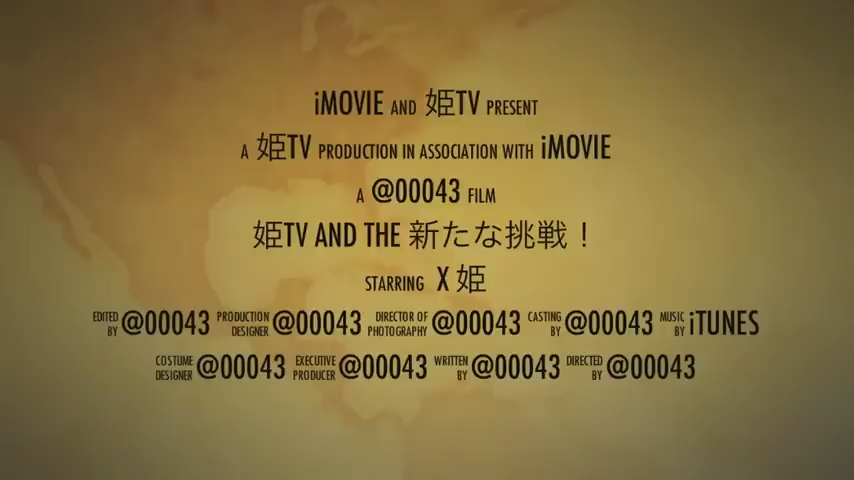 iMOVIE AND 姫TV PRESENT
A 姫TV PRODUCTION IN ASSOCIATION WITH iMOVIE
A @00043 FILM
姫TV AND THE 新たな挑戦！
STARRING X 姫
EDITED BY @00043 PRODUCTION DESIGNER @00043 DIRECTOR OF PHOTOGRAPHY @00043 CASTING BY @00043 MUSIC BY iTUNES
COSTUME DESIGNER @00043 EXECUTIVE PRODUCER @00043 WRITTEN BY @00043 DIRECTED BY @00043